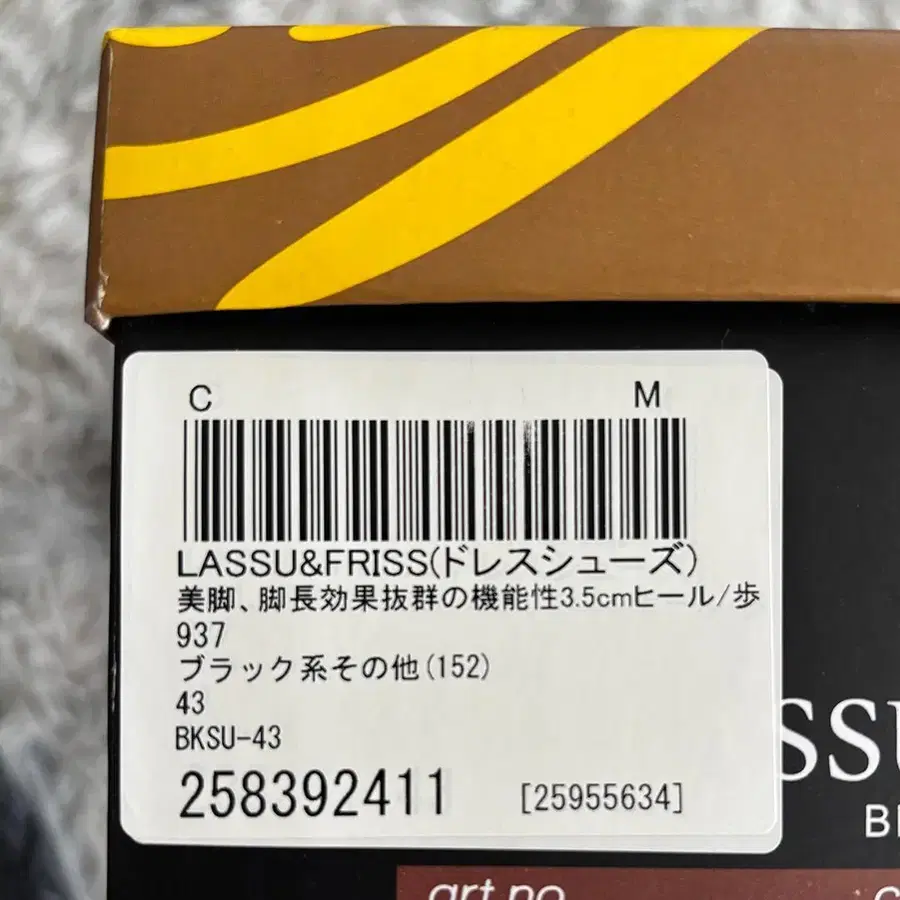 C M
LASSU&FRISS(ドレスシューズ)
美脚、脚長効果抜群の機能性3.5cmヒール/歩
937
ブラック系その他(152)
43
BKSU-43
258392411 [25955634]
SSU
art no